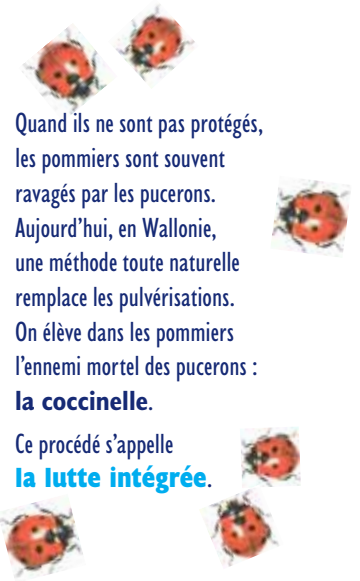 Quand ils ne sont pas protégés,
les pommiers sont souvent
ravagés par les pucerons.
Aujourd’hui, en Wallonie,
une méthode toute naturelle
remplace les pulvérisations.
On élève dans les pommiers
l’ennemi mortel des pucerons :
la coccinelle.
Ce procédé s’appelle
la lutte intégrée.